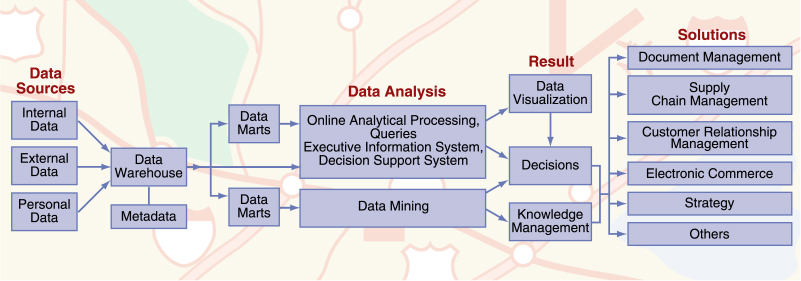 Data
Sources
Internal
Data
External
Data
Personal
Data
Data
Warehouse
Metadata
Data
Marts
Data
Marts
Data Analysis
Online Analytical Processing,
Queries
Executive Information System,
Decision Support System
Data Mining
Result
Data
Visualization
Decisions
Knowledge
Management
Solutions
Document Management
Supply
Chain Management
Customer Relationship
Management
Electronic Commerce
Strategy
Others